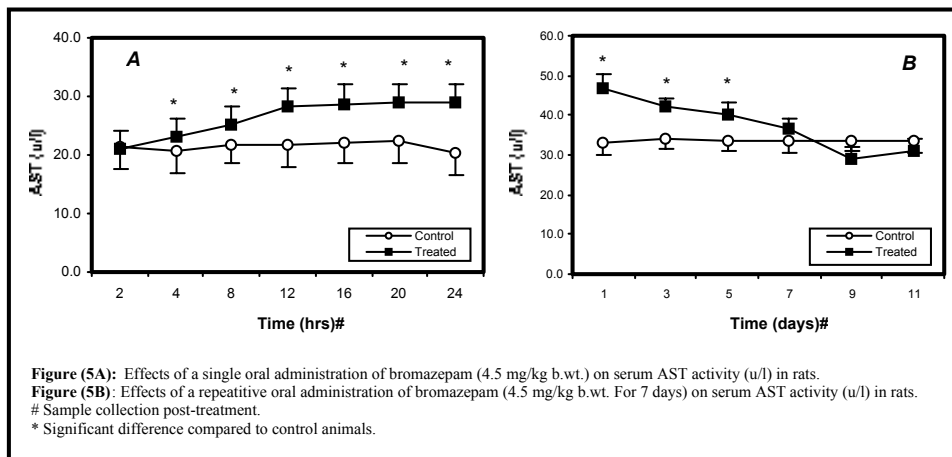 A
40.0
30.0
20.0
10.0
0.0
AST (u/l)
* * * * * *
Control
Treated
2 4 8 12 16 20 24
Time (hrs)#
B
60.0
50.0
40.0
30.0
20.0
10.0
0.0
AST (u/l)
* * *
Control
Treated
1 3 5 7 9 11
Time (days)#
Figure (5A): Effects of a single oral administration of bromazepam (4.5 mg/kg b.wt.) on serum AST activity (u/l) in rats.
Figure (5B): Effects of a repeatitive oral administration of bromazepam (4.5 mg/kg b.wt. For 7 days) on serum AST activity (u/l) in rats.
# Sample collection post-treatment.
* Significant difference compared to control animals.